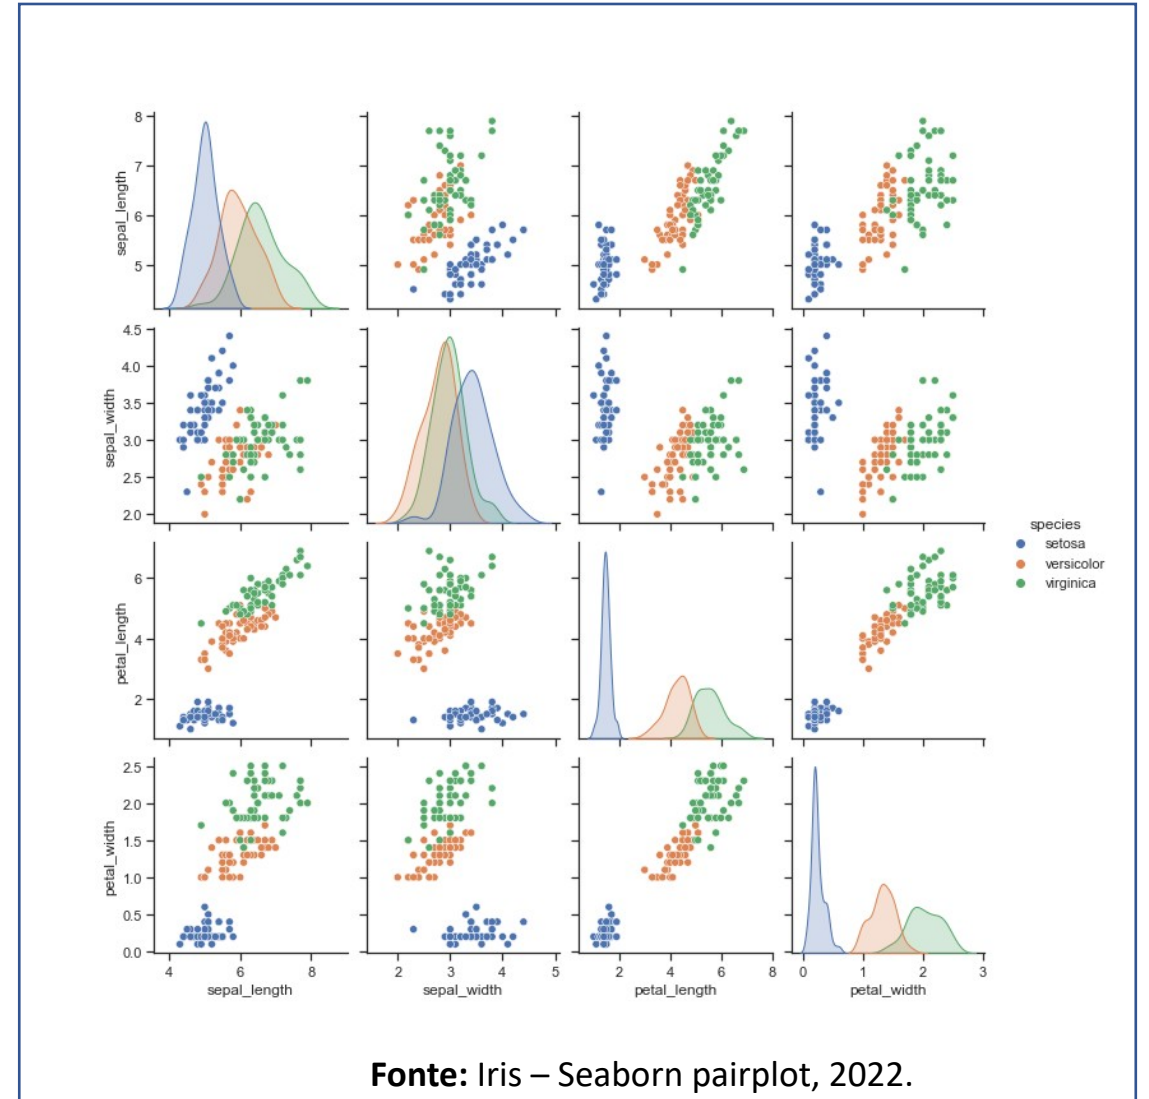 8
7
6
5
sepal_length
4.5
4.0
3.5
3.0
2.5
2.0
sepal_width
species
setosa
versicolor
virginica
6
4
2
petal_length
2.5
2.0
1.5
1.0
0.5
0.0
petal_width
4 6 8 2 3 4 5 2 4 6 8 0 1 2 3
sepal_length sepal_width petal_length petal_width
Fonte: Iris – Seaborn pairplot, 2022.